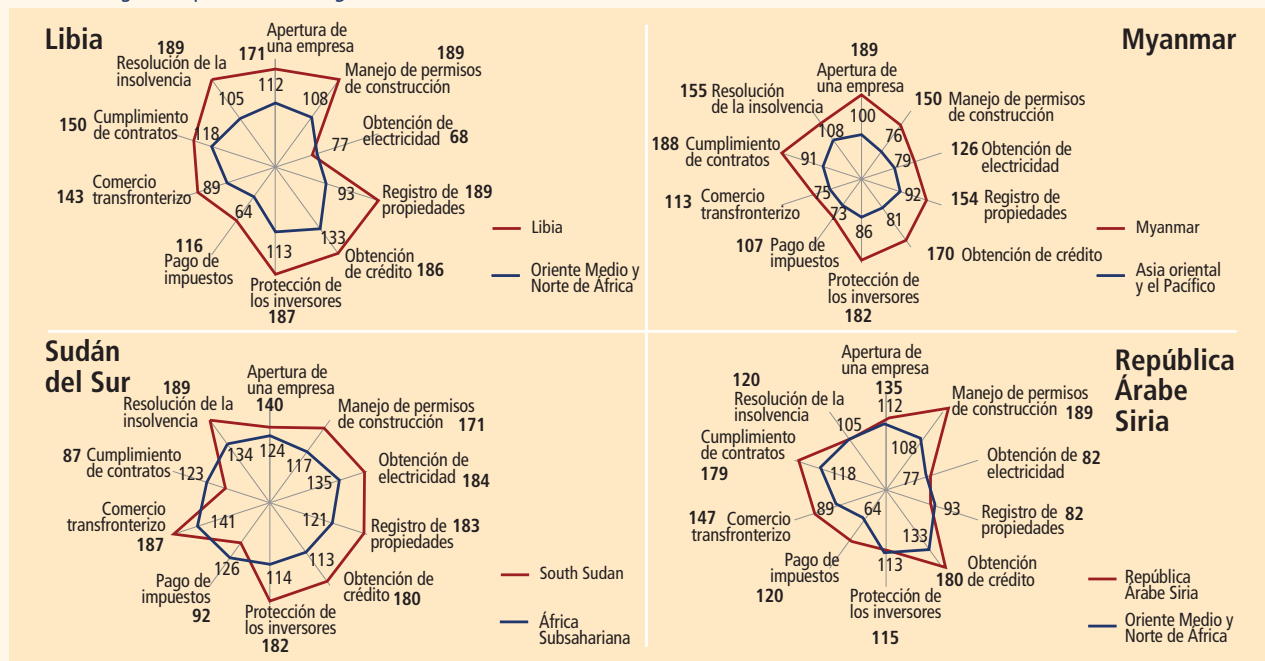 Libia
171
Apertura de
una empresa
112
189
Manejo de permisos
de construcción
108
Obtención de
electricidad 68
77
Registro de 189
propiedades
93
Obtención
de crédito 186
133
Protección de
los inversores
187
113
116
Pago de
impuestos
64
143 Comercio
transfronterizo
89
150 Cumplimiento
de contratos
118
189
Resolución de la
insolvencia
105
Libia
Oriente Medio y
Norte de África
Myanmar
189
Apertura de
una empresa
100
150 Manejo de permisos
de construcción
76
126 Obtención de
electricidad
79
154 Registro de
propiedades
92
170 Obtención de crédito
81
Protección de
los inversores
182
86
107 Pago de
impuestos
73
113 Comercio
transfronterizo
75
188 Cumplimiento
de contratos
91
155 Resolución
de la insolvencia
108
Myanmar
Asia oriental
y el Pacífico
Sudán
del Sur
Apertura de
una empresa
140
124
Manejo de permisos
de construcción 171
117
Obtención de
electricidad 184
135
Registro de 183
propiedades
121
Obtención de
crédito 180
113
Protección de
los inversores
182
114
Pago de
impuestos
92
126
Comercio
transfronterizo
187
141
87 Cumplimiento
de contratos
123
189
Resolución de la
insolvencia
134
South Sudan
África
Subsahariana
República
Árabe
Siria
Apertura de
una empresa
135
112
Manejo de permisos
de construcción 189
108
Obtención de 82
electricidad
77
Registro de 82
propiedades
93
Obtención
180 de crédito
133
113
Protección de
los inversores
115
Pago de
impuestos
120
64
147 Comercio
transfronterizo
89
Cumplimiento
de contratos
179
118
120
Resolución de la
insolvencia
105
República
Árabe Siria
Oriente Medio y
Norte de África